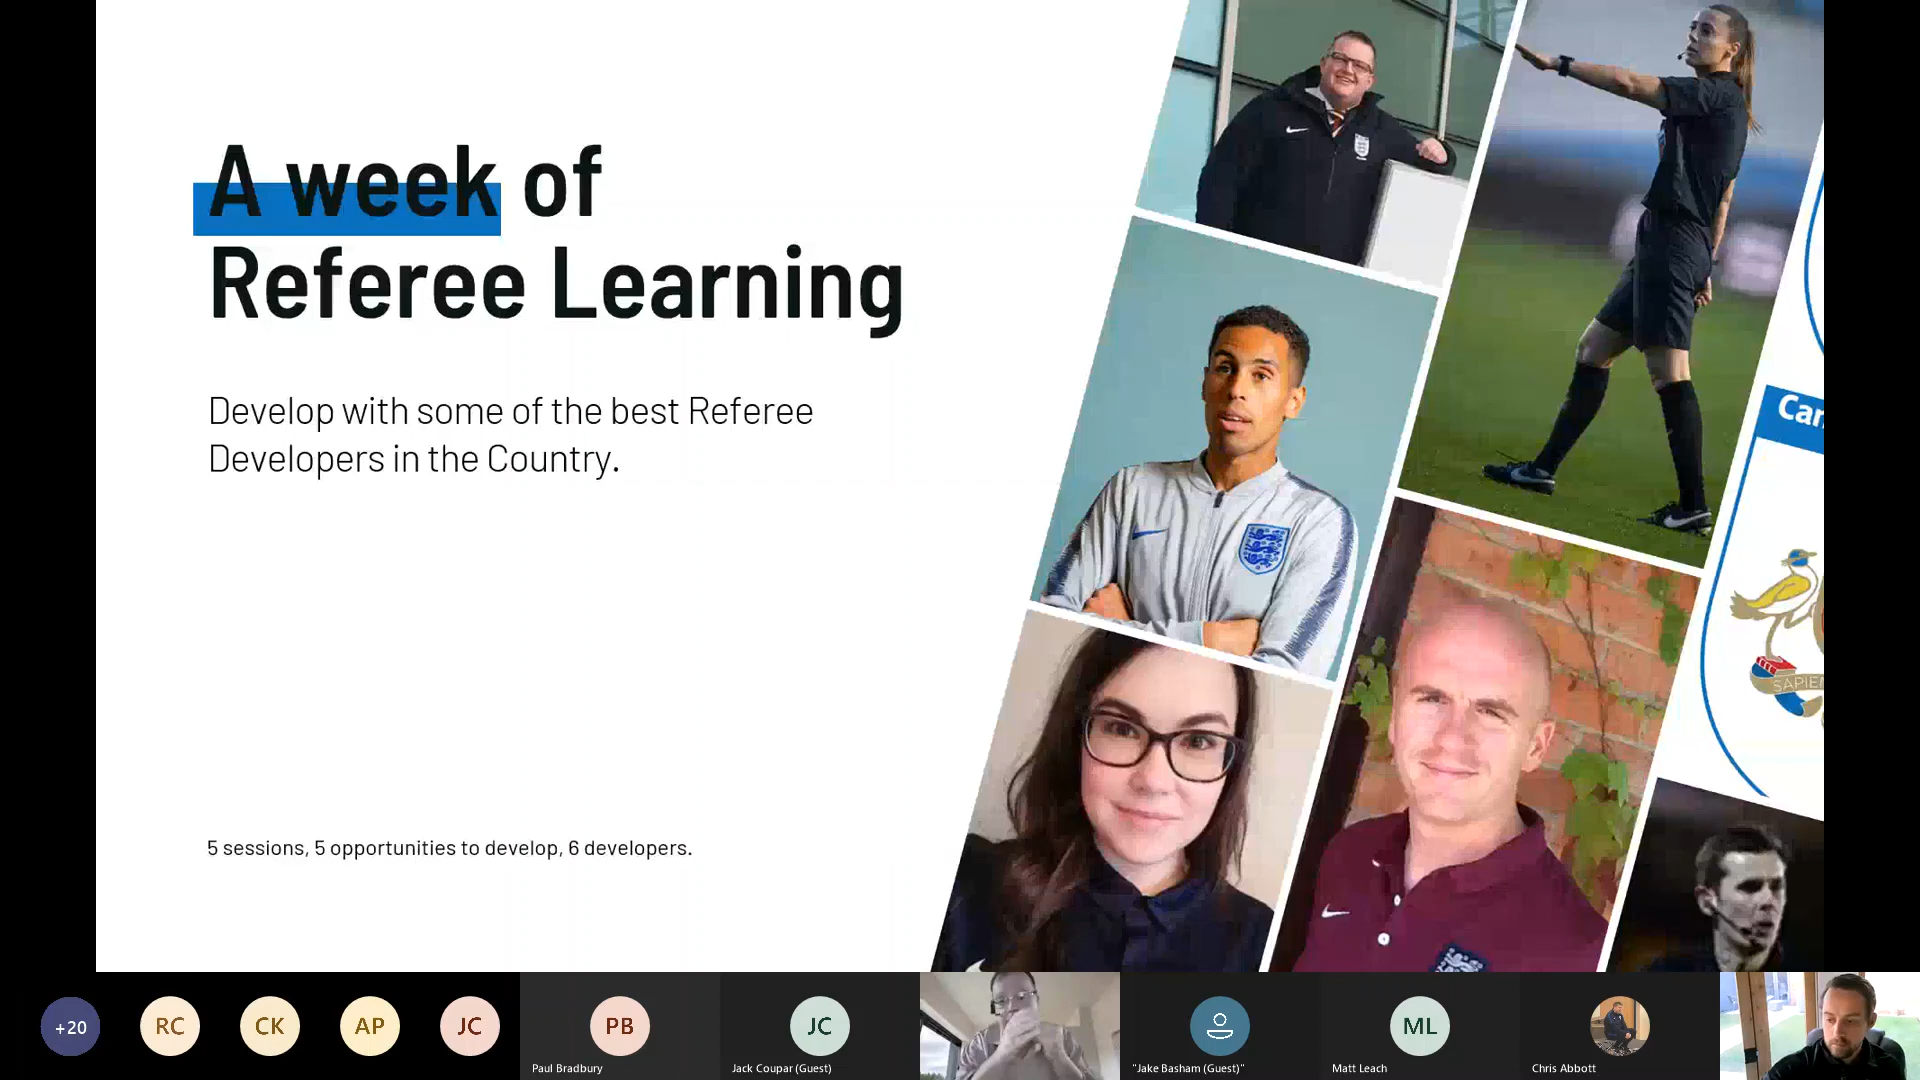 A week of
Referee Learning
Develop with some of the best Referee
Developers in the Country.
5 sessions, 5 opportunities to develop, 6 developers.
Car
SAPIE
+20
RC
CK
AP
JC
PB
Paul Bradbury
JC
Jack Coupar (Guest)
"Jake Basham (Guest)"
ML
Matt Leach
Chris Abbott